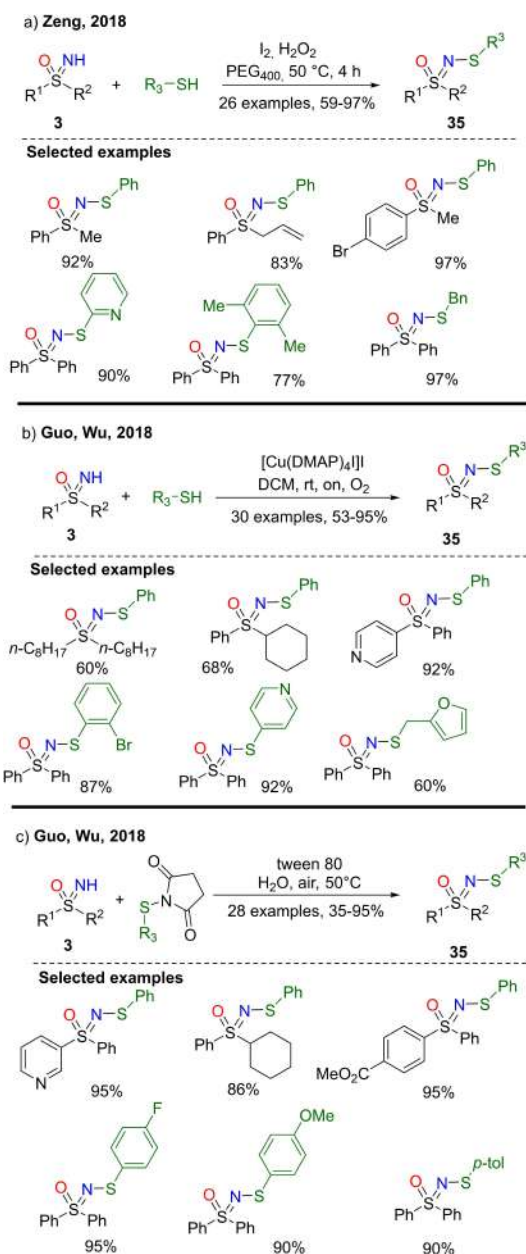 a) Zeng, 2018
O NH
S
R¹ R²
3
+
R₃–SH
I₂, H₂O₂
PEG₄₀₀, 50 °C, 4 h
26 examples, 59-97%
O N S R³
S
R¹ R²
35
Selected examples
O N S Ph
S
Ph Me
92%
O N S Ph
S
Ph
83%
O N S Ph
S
Me
Br
97%
O N S N
S
Ph Ph
90%
Me
Me
O N S
S
Ph Ph
77%
O N S Bn
S
Ph Ph
97%
b) Guo, Wu, 2018
O NH
S
R¹ R²
3
+
R₃–SH
[Cu(DMAP)₄I]I
DCM, rt, on, O₂
30 examples, 53-95%
O N S R³
S
R¹ R²
35
Selected examples
O N S Ph
S
n-C₈H₁₇ n-C₈H₁₇
60%
O N S Ph
S
Ph
68%
O N S Ph
S
Ph
N
92%
O N S Br
S
Ph Ph
87%
N
O N S
S
Ph Ph
92%
O
O N S
S
Ph Ph
60%
c) Guo, Wu, 2018
O NH
S
R¹ R²
3
+
O
S N
R₃ O
tween 80
H₂O, air, 50°C
28 examples, 35-95%
O N S R³
S
R¹ R²
35
Selected examples
O N S Ph
S
Ph
N
95%
O N S Ph
S
Ph
86%
O N S Ph
S
Ph
MeO₂C
95%
F
O N S
S
Ph Ph
95%
OMe
O N S
S
Ph Ph
90%
O N S p-tol
S
Ph Ph
90%